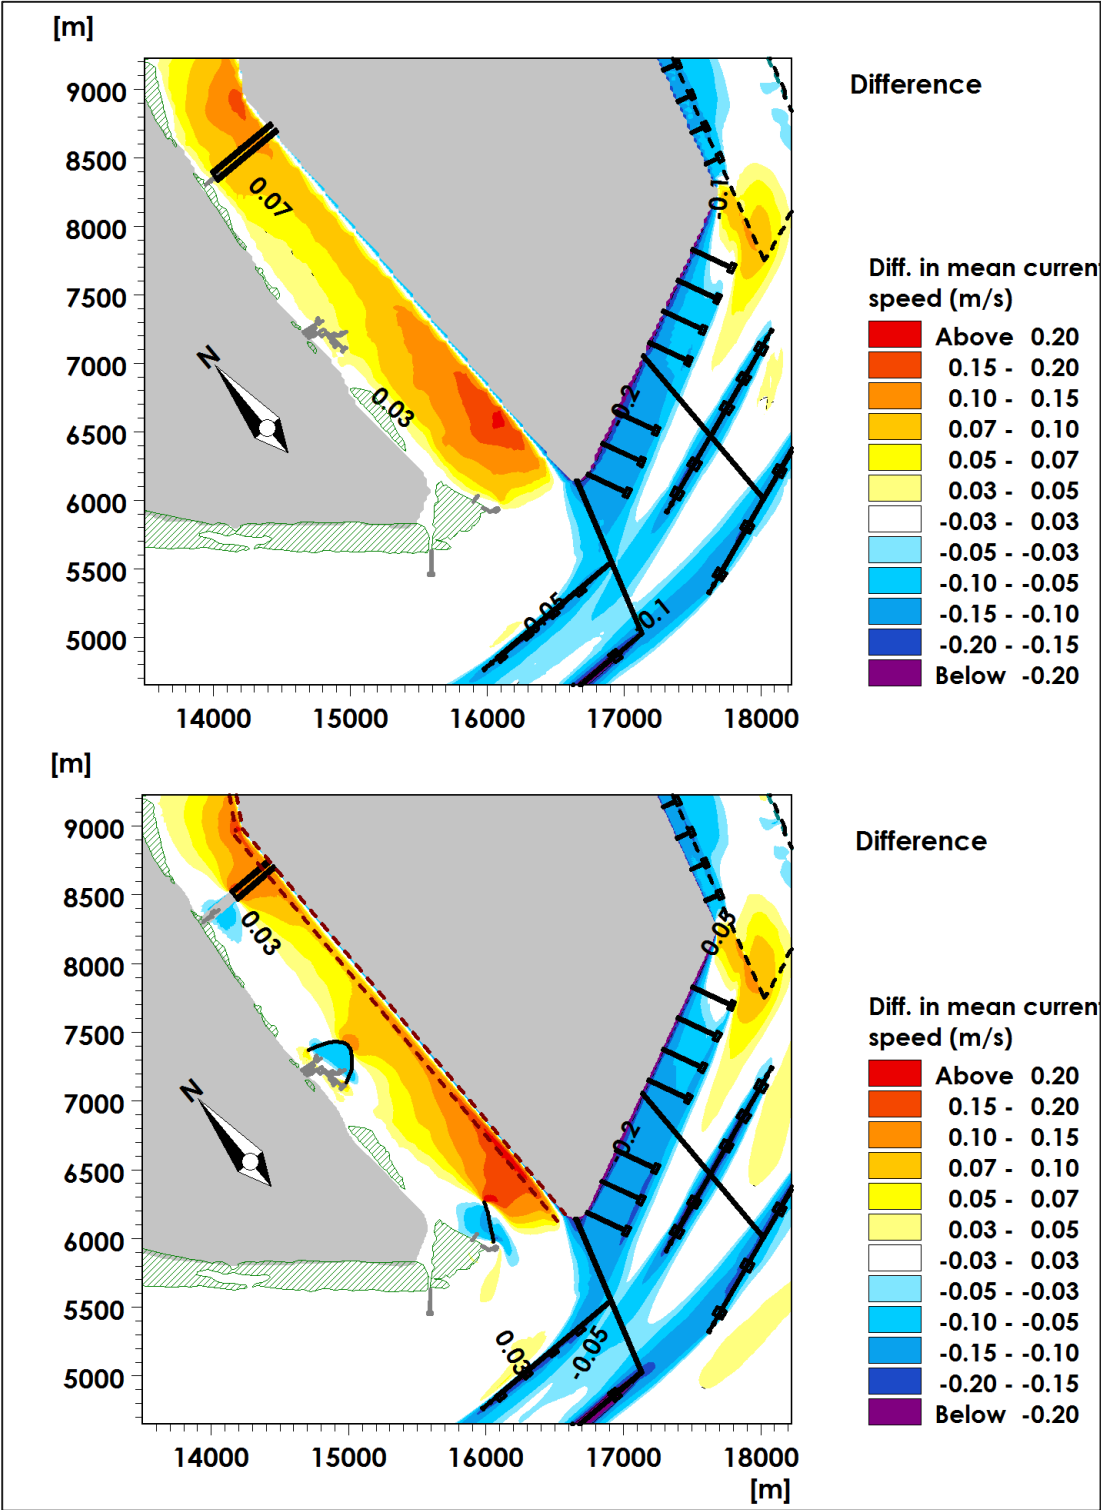 [m]
Difference
9000
8500
8000
7500
7000
6500
6000
5500
5000
0.07
0.03
-0.1
-0.2
0.05
-0.1
N
14000 15000 16000 17000 18000
Diff. in mean current
speed (m/s)
Above 0.20
0.15 - 0.20
0.10 - 0.15
0.07 - 0.10
0.05 - 0.07
0.03 - 0.05
-0.03 - 0.03
-0.05 - -0.03
-0.10 - -0.05
-0.15 - -0.10
-0.20 - -0.15
Below -0.20
[m]
Difference
9000
8500
8000
7500
7000
6500
6000
5500
5000
0.03
0.05
-0.2
0.03
-0.05
N
14000 15000 16000 17000 18000
[m]
Diff. in mean current
speed (m/s)
Above 0.20
0.15 - 0.20
0.10 - 0.15
0.07 - 0.10
0.05 - 0.07
0.03 - 0.05
-0.03 - 0.03
-0.05 - -0.03
-0.10 - -0.05
-0.15 - -0.10
-0.20 - -0.15
Below -0.20